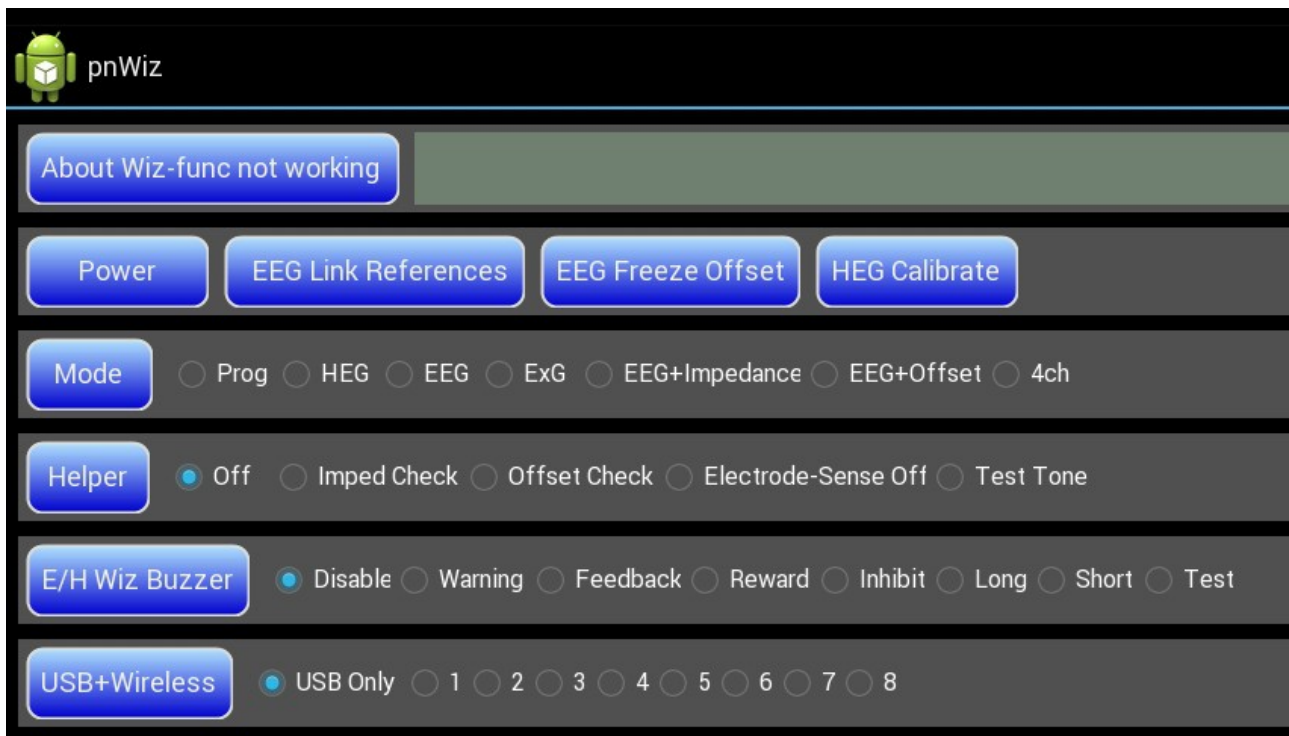 pnWiz
About Wiz-func not working
Power EEG Link References EEG Freeze Offset HEG Calibrate
Mode Prog HEG EEG ExG EEG+Impedance EEG+Offset 4ch
Helper Off Imped Check Offset Check Electrode-Sense Off Test Tone
E/H Wiz Buzzer Disable Warning Feedback Reward Inhibit Long Short Test
USB+Wireless USB Only 1 2 3 4 5 6 7 8